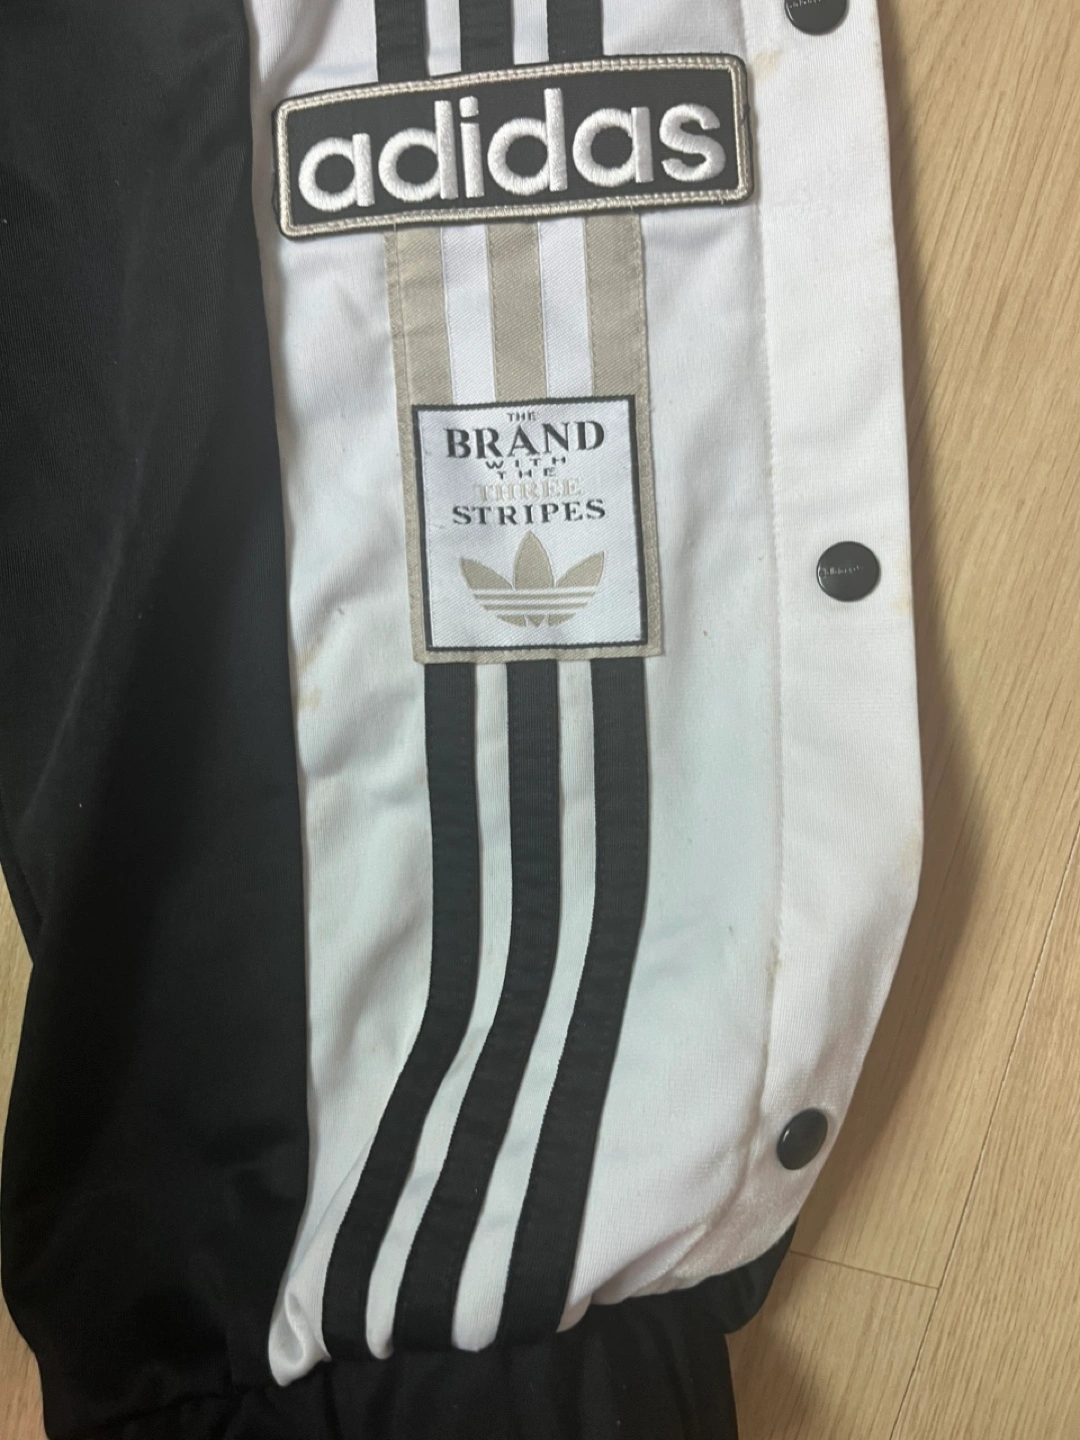 adidas
THE
BRAND
WITH
THE
THREE
STRIPES